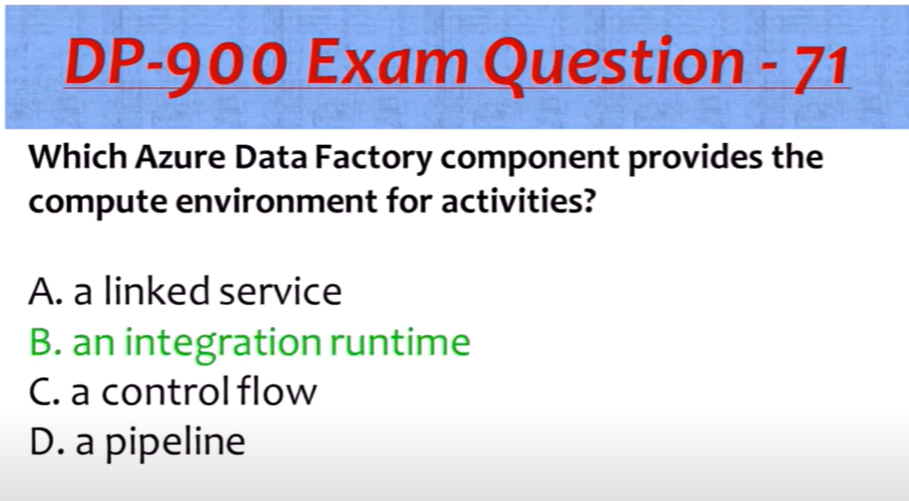 DP-900 Exam Question - 71
Which Azure Data Factory component provides the
compute environment for activities?
A. a linked service
B. an integration runtime
C. a control flow
D. a pipeline